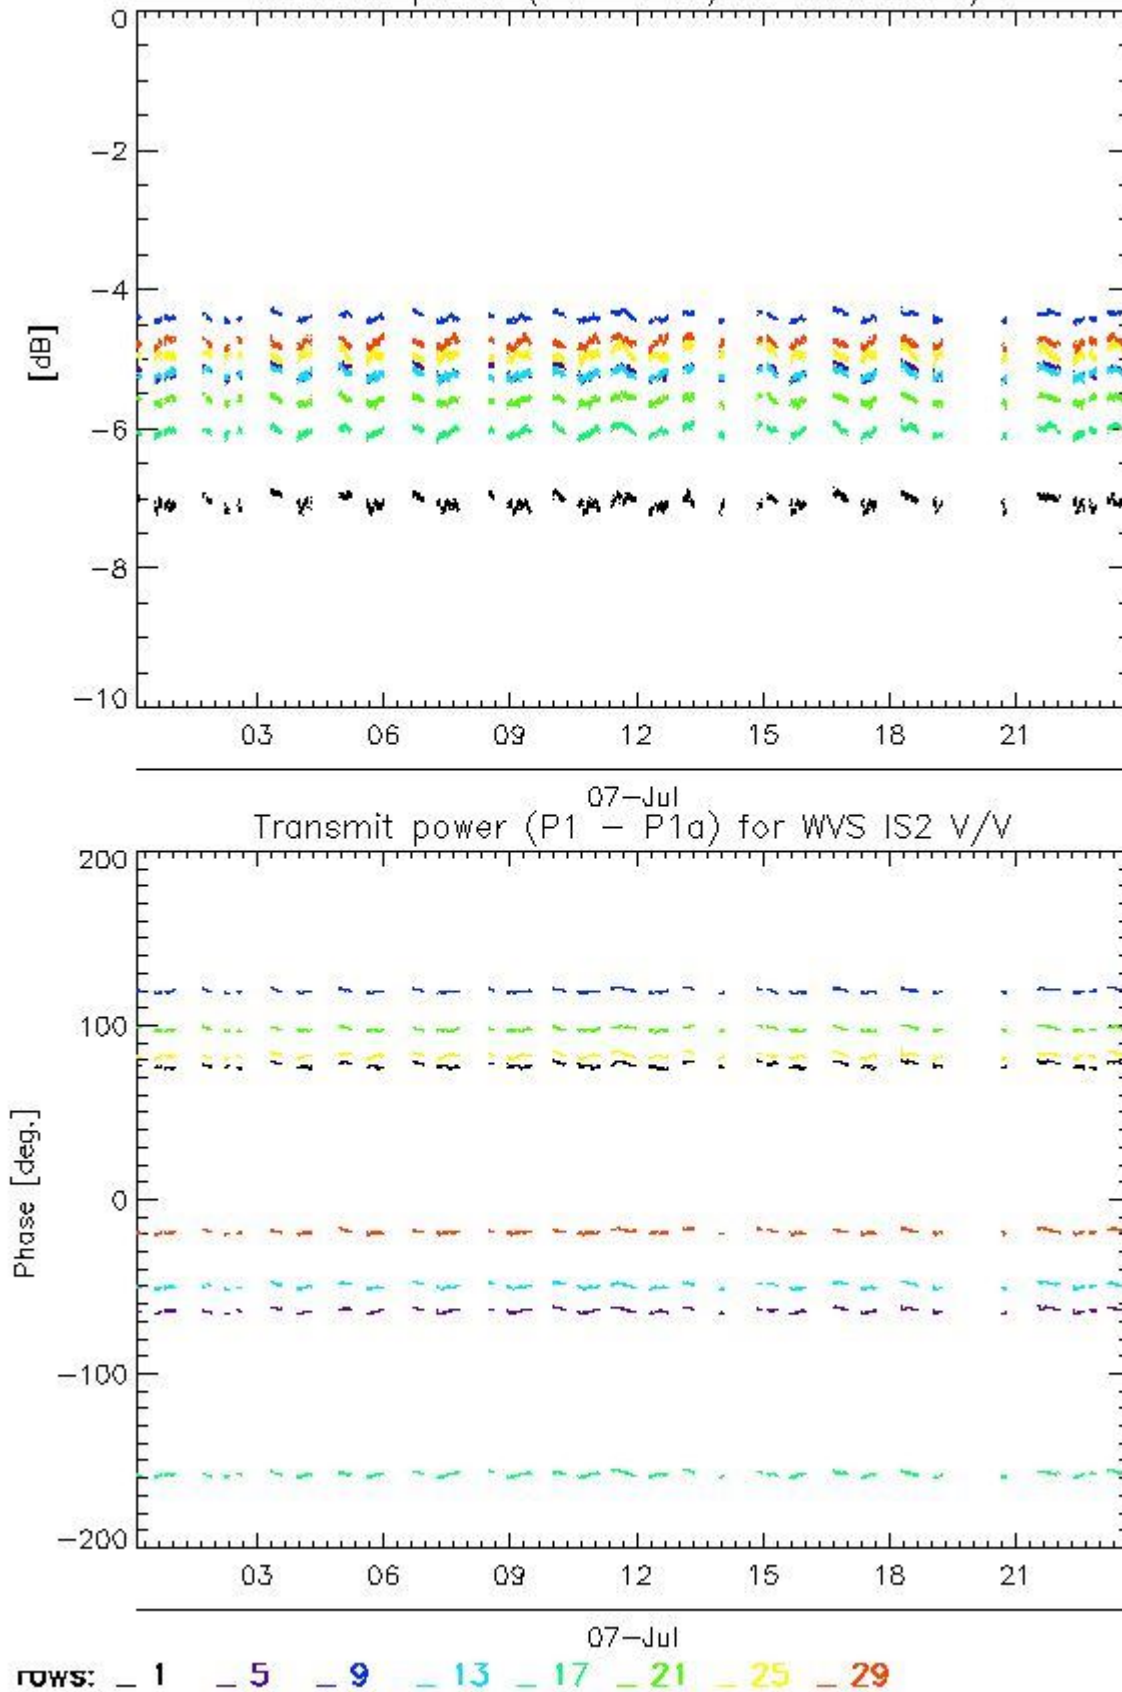 0
-2
-4
[dB]
-6
-8
-10
03 06 09 12 15 18 21
07-Jul
Transmit power (P1 - P1a) for WVS IS2 V/V
200
100
Phase [deg.]
0
-100
-200
03 06 09 12 15 18 21
07-Jul
rows: _ 1 _ 5 _ 9 _ 13 _ 17 _ 21 _ 25 _ 29